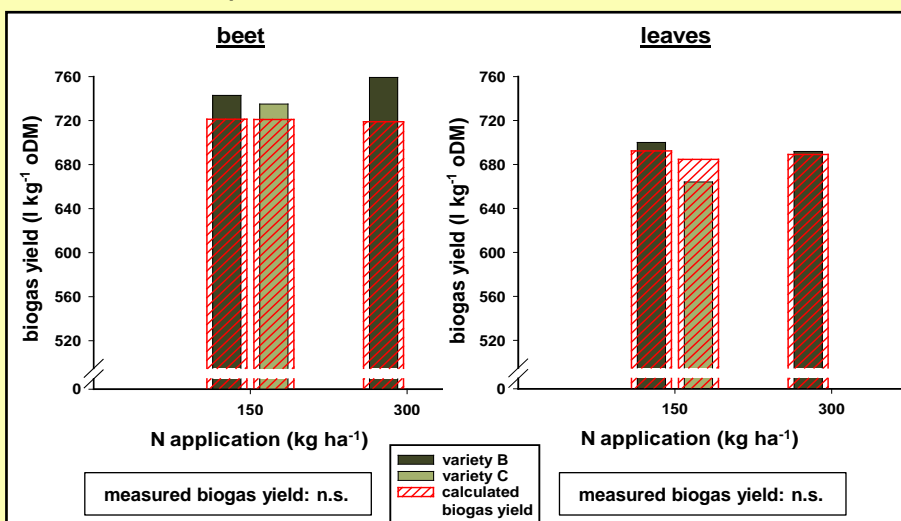 beet
leaves
760
720
680
640
600
560
520
0
biogas yield (l kg⁻¹ oDM)
150
300
N application (kg ha⁻¹)
760
720
680
640
600
560
520
0
biogas yield (l kg⁻¹ oDM)
150
300
N application (kg ha⁻¹)
measured biogas yield: n.s.
variety B
variety C
calculated
biogas yield
measured biogas yield: n.s.